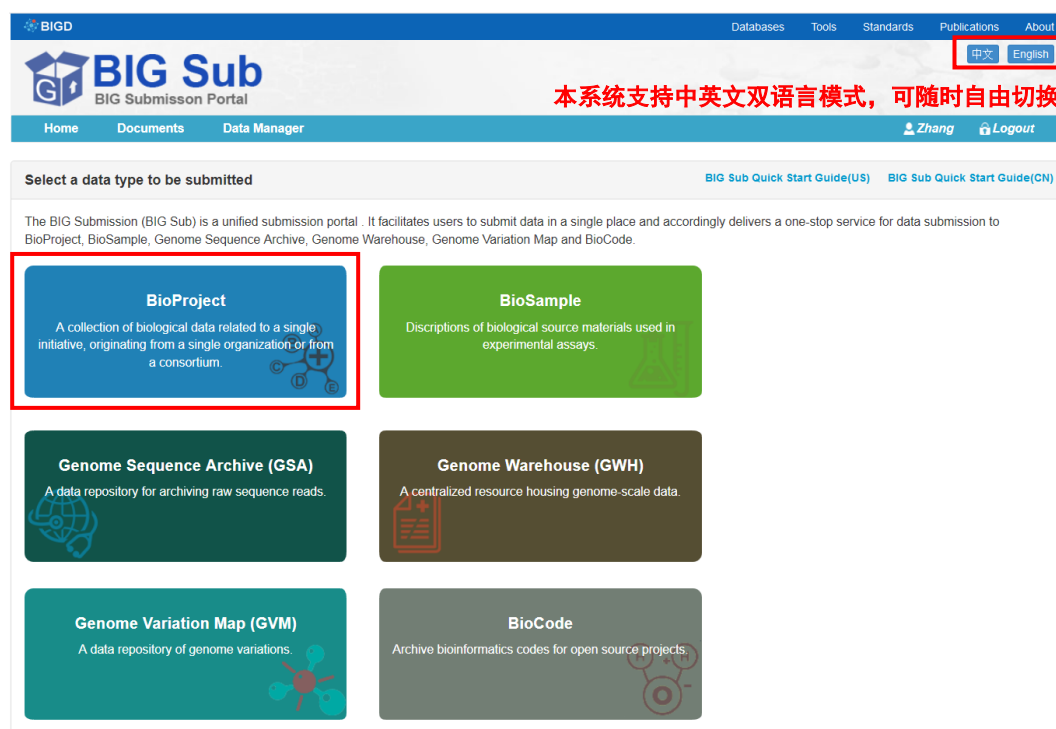 BIGD
Databases Tools Standards Publications About
中文 English
BIG Sub
BIG Submisson Portal
本系统支持中英文双语言模式，可随时自由切换
Home Documents Data Manager
Zhang Logout
Select a data type to be submitted
BIG Sub Quick Start Guide(US) BIG Sub Quick Start Guide(CN)
The BIG Submission (BIG Sub) is a unified submission portal . It facilitates users to submit data in a single place and accordingly delivers a one-stop service for data submission to
BioProject, BioSample, Genome Sequence Archive, Genome Warehouse, Genome Variation Map and BioCode.
BioProject
A collection of biological data related to a single
initiative, originating from a single organization or from
a consortium.
C D E
BioSample
Discriptions of biological source materials used in
experimental assays.
Genome Sequence Archive (GSA)
A data repository for archiving raw sequence reads.
Genome Warehouse (GWH)
A centralized resource housing genome-scale data.
Genome Variation Map (GVM)
A data repository of genome variations.
BioCode
Archive bioinformatics codes for open source projects.